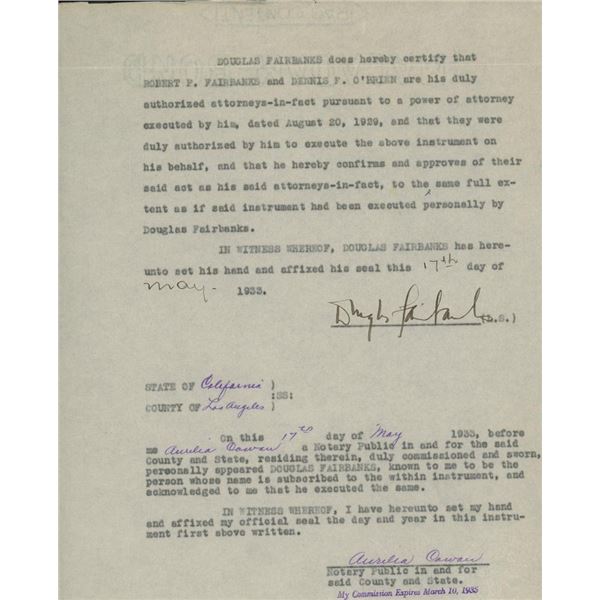 DOUGLAS FAIRBANKS does hereby certify that
ROBERT P. FAIRBANKS and DENNIS F. O'BRIEN are his duly
authorized attorneys-in-fact pursuant to a power of attorney
executed by him, dated August 20, 1929, and that they were
duly authorized by him to execute the above instrument on
his behalf, and that he hereby confirms and approves of their
said act as his said attorneys-in-fact, to the same full ex-
tent as if said instrument had been executed personally by
Douglas Fairbanks.
IN WITNESS WHEREOF, DOUGLAS FAIRBANKS has here-
unto set his hand and affixed his seal this 17th day of
May. 1933.
Douglas Fairbanks (L.S.)
STATE OF California )
:SS:
COUNTY OF Los Angeles )
On this 17th day of May 1933, before
me Aurelia Cowan a Notary Public in and for the said
County and State, residing therein, duly commissioned and sworn,
personally appeared DOUGLAS FAIRBANKS, known to me to be the
person whose name is subscribed to the within instrument, and
acknowledged to me that he executed the same.
IN WITNESS WHEREOF, I have hereunto set my hand
and affixed my official seal the day and year in this instru-
ment first above written.
Aurelia Cowan
Notary Public in and for
said County and State.
My Commission Expires March 10, 1935